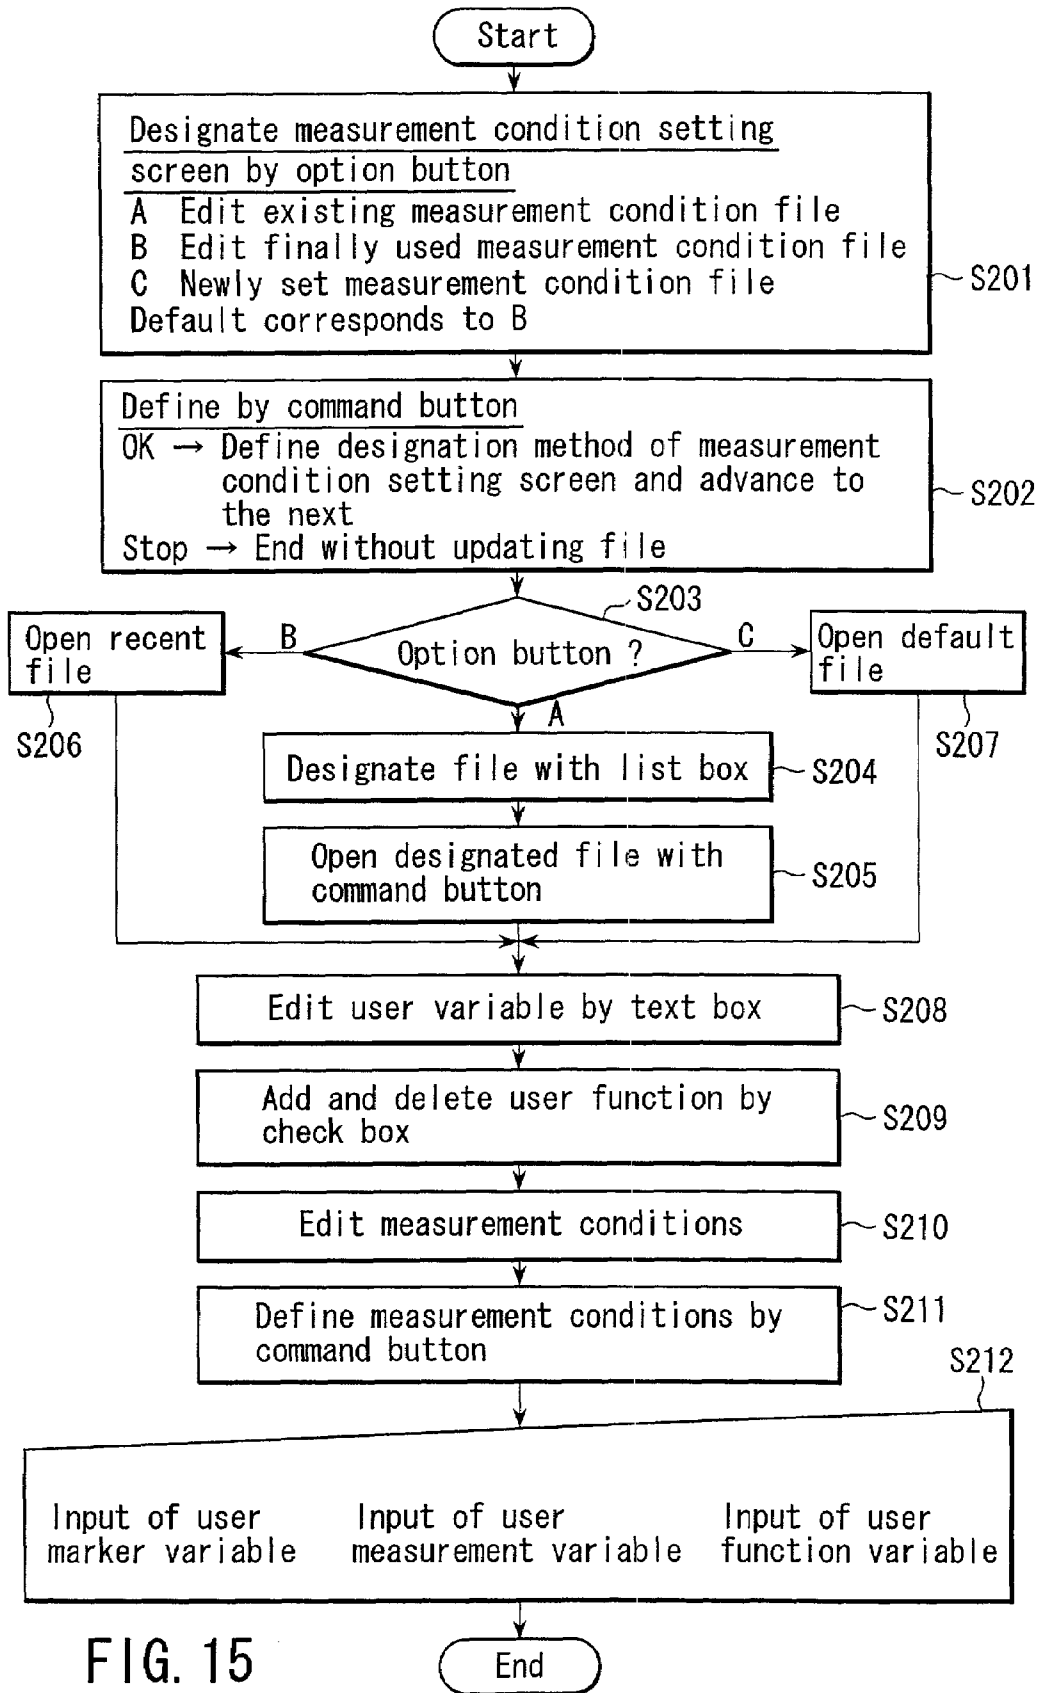 Start
Designate measurement condition setting
screen by option button
A Edit existing measurement condition file
B Edit finally used measurement condition file
C Newly set measurement condition file
Default corresponds to B
S201
Define by command button
OK → Define designation method of measurement
condition setting screen and advance to
the next
Stop → End without updating file
S202
S203
Option button ?
B
C
A
Open recent
file
S206
Open default
file
S207
Designate file with list box
S204
Open designated file with
command button
S205
Edit user variable by text box
S208
Add and delete user function by
check box
S209
Edit measurement conditions
S210
Define measurement conditions by
command button
S211
S212
Input of user
marker variable
Input of user
measurement variable
Input of user
function variable
End
FIG. 15